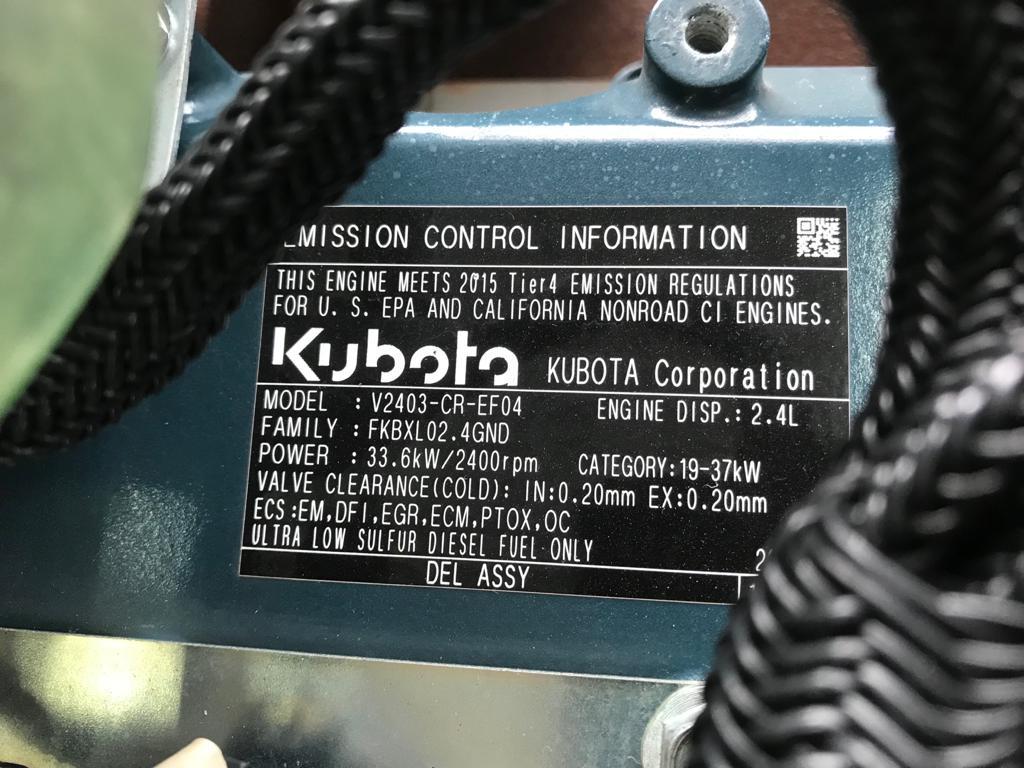 EMISSION CONTROL INFORMATION
THIS ENGINE MEETS 2015 Tier4 EMISSION REGULATIONS
FOR U. S. EPA AND CALIFORNIA NONROAD CI ENGINES.
Kubota KUBOTA Corporation
MODEL : V2403-CR-EF04 ENGINE DISP.: 2.4L
FAMILY : FKBXL02.4GND
POWER : 33.6kW/2400rpm CATEGORY:19-37kW
VALVE CLEARANCE(COLD): IN:0.20mm EX:0.20mm
ECS:EM,DFI,EGR,ECM,PTOX,OC
ULTRA LOW SULFUR DIESEL FUEL ONLY
DEL ASSY